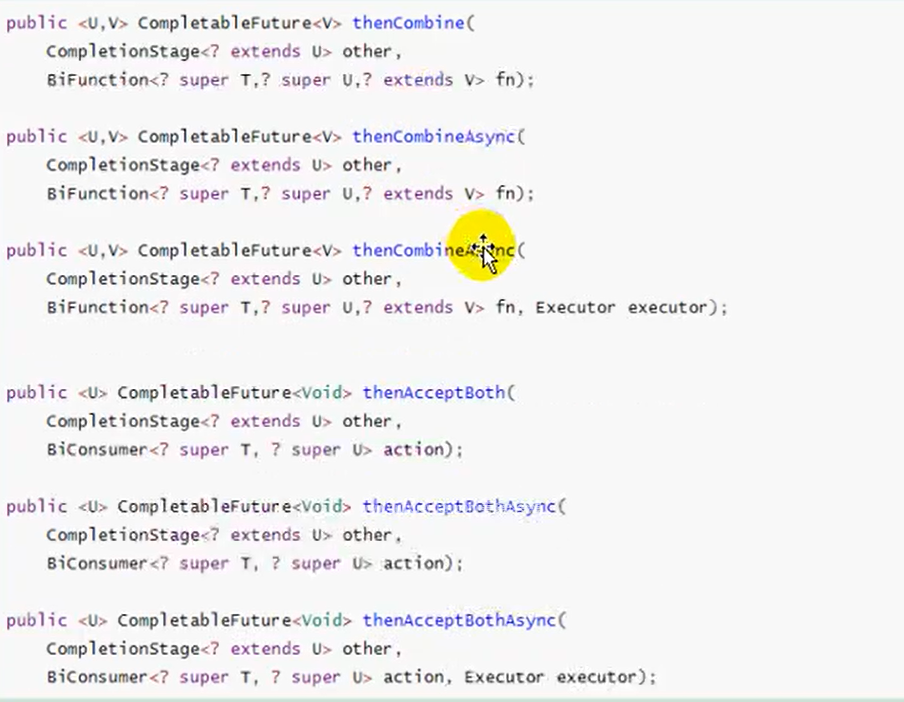 public <U,V> CompletableFuture<V> thenCombine(
CompletionStage<? extends U> other,
BiFunction<? super T,? super U,? extends V> fn);
public <U,V> CompletableFuture<V> thenCombineAsync(
CompletionStage<? extends U> other,
BiFunction<? super T,? super U,? extends V> fn);
public <U,V> CompletableFuture<V> thenCombineAsync(
CompletionStage<? extends U> other,
BiFunction<? super T,? super U,? extends V> fn, Executor executor);
public <U> CompletableFuture<Void> thenAcceptBoth(
CompletionStage<? extends U> other,
BiConsumer<? super T, ? super U> action);
public <U> CompletableFuture<Void> thenAcceptBothAsync(
CompletionStage<? extends U> other,
BiConsumer<? super T, ? super U> action);
public <U> CompletableFuture<Void> thenAcceptBothAsync(
CompletionStage<? extends U> other,
BiConsumer<? super T, ? super U> action, Executor executor);